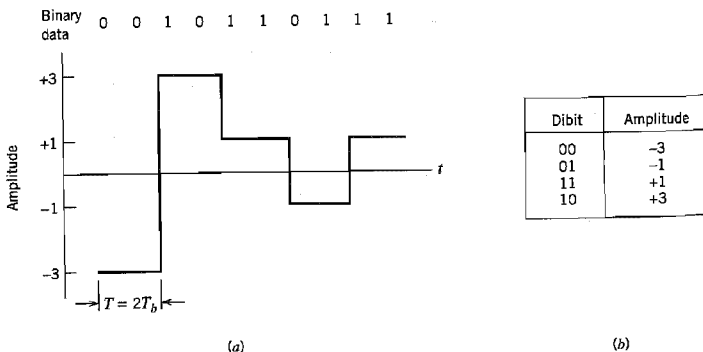 Binary data 0 0 1 0 1 1 0 1 1 1
Amplitude
+3
+1
-1
-3
t
T = 2T_b
(a)
Dibit Amplitude
00 -3
01 -1
11 +1
10 +3
(b)